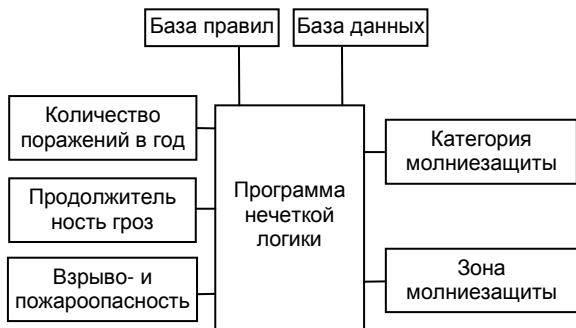 База правил
База данных
Количество
поражений в год
Продолжитель
ность гроз
Взрыво- и
пожароопасность
Программа
нечеткой
логики
Категория
молниезащиты
Зона
молниезащиты